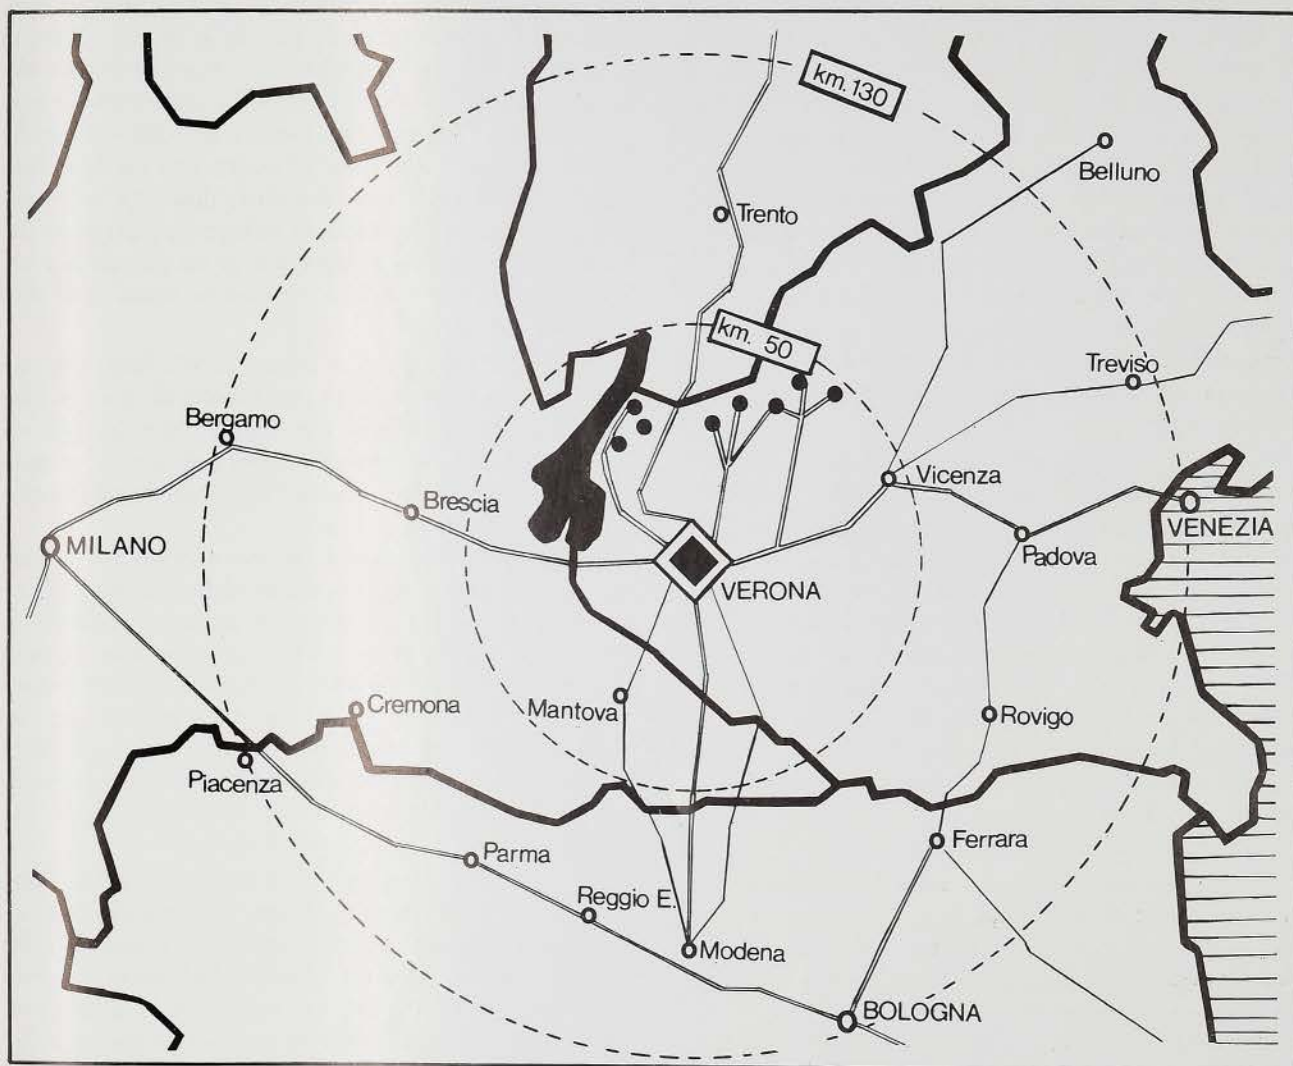 km. 130
Belluno
Trento
km. 50
Treviso
Bergamo
Vicenza
Brescia
VENEZIA
MILANO
Padova
VERONA
Cremona
Mantova
Rovigo
Piacenza
Ferrara
Parma
Reggio E.
Modena
BOLOGNA